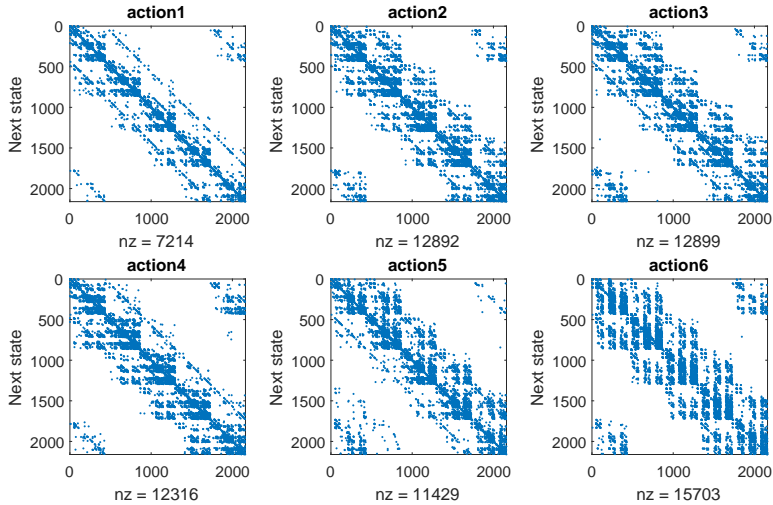 action1
action2
action3
0
500
1000
1500
2000
Next state
0
1000
2000
nz = 7214
0
500
1000
1500
2000
Next state
0
1000
2000
nz = 12892
0
500
1000
1500
2000
Next state
0
1000
2000
nz = 12899
action4
action5
action6
0
500
1000
1500
2000
Next state
0
1000
2000
nz = 12316
0
500
1000
1500
2000
Next state
0
1000
2000
nz = 11429
0
500
1000
1500
2000
Next state
0
1000
2000
nz = 15703